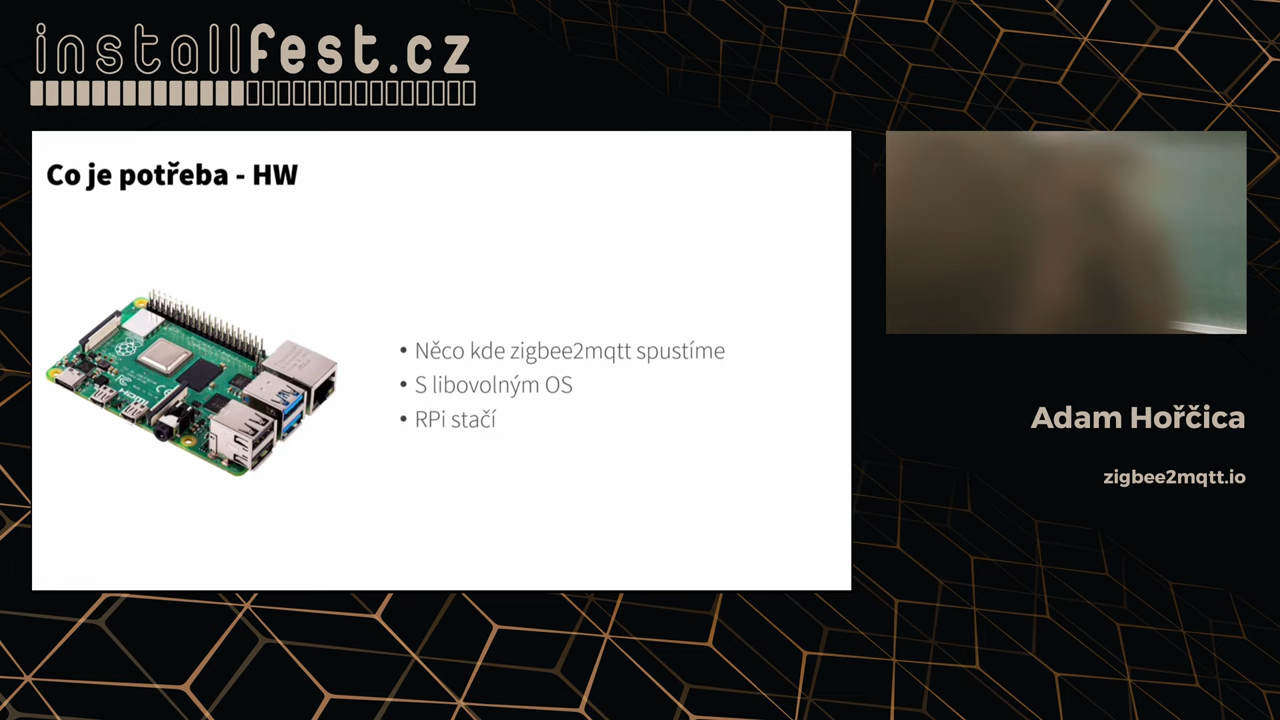 installfest.cz
Co je potřeba - HW
• Něco kde zigbee2mqtt spustíme
• S libovolným OS
• RPi stačí
Adam Hořčica
zigbee2mqtt.io